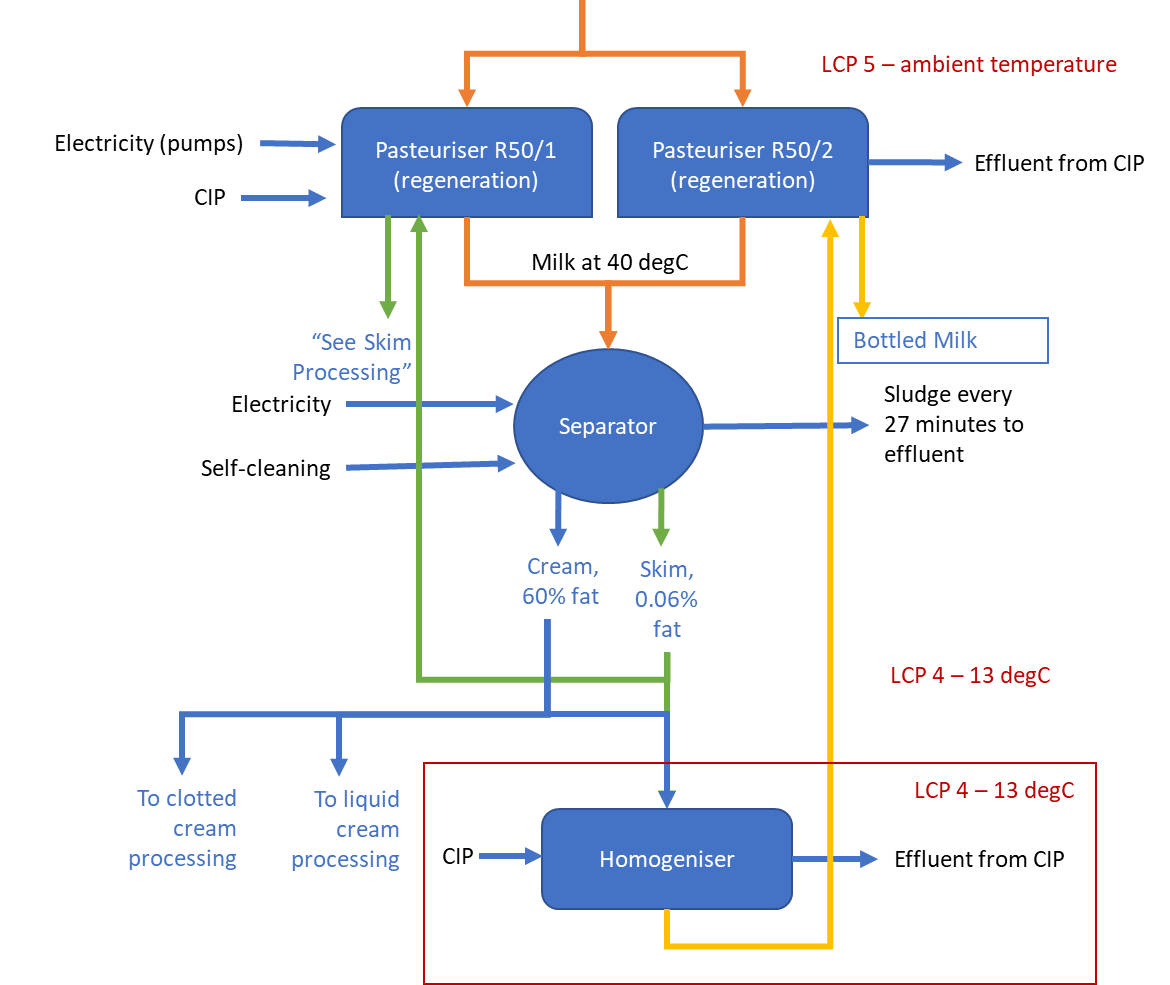 LCP 5 – ambient temperature
Electricity (pumps)
CIP
Pasteuriser R50/1
(regeneration)
Pasteuriser R50/2
(regeneration)
Effluent from CIP
Milk at 40 degC
“See Skim
Processing”
Bottled Milk
Electricity
Self-cleaning
Separator
Sludge every
27 minutes to
effluent
Cream,
60% fat
Skim,
0.06%
fat
LCP 4 – 13 degC
To clotted
cream
processing
To liquid
cream
processing
LCP 4 – 13 degC
CIP
Homogeniser
Effluent from CIP